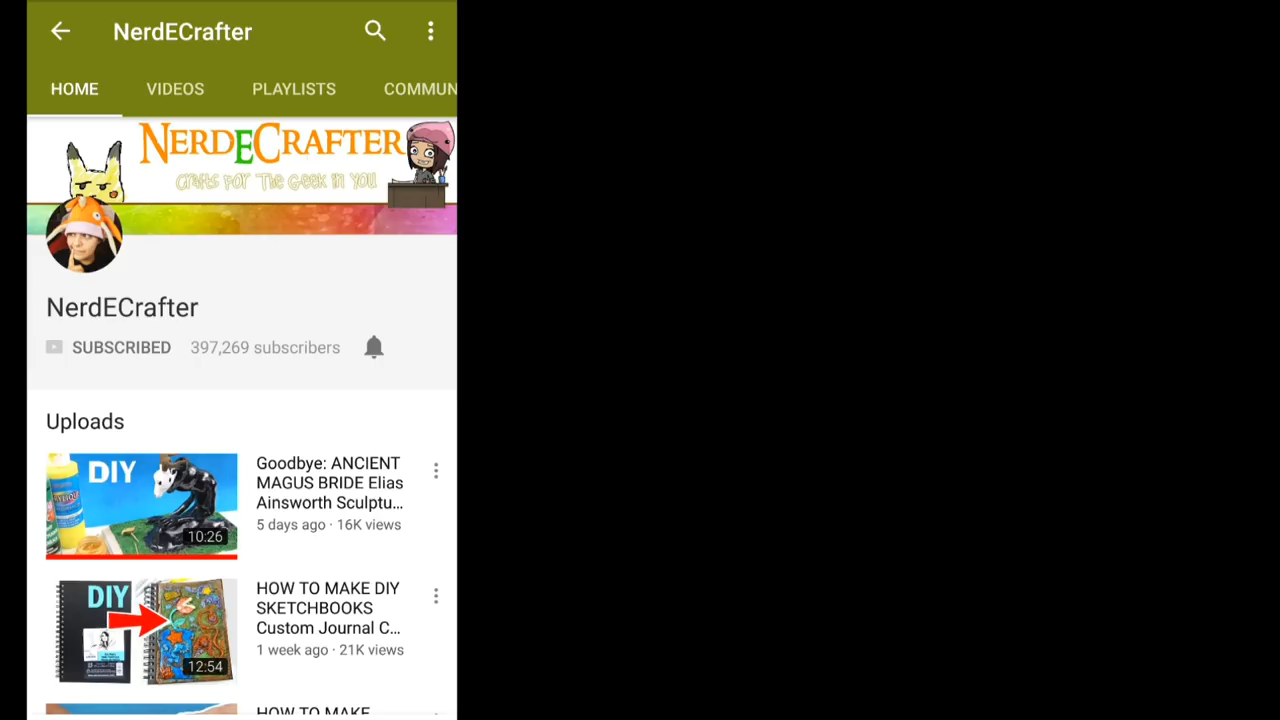 NerdECrafter
HOME VIDEOS PLAYLISTS COMMUN
NERDECRAFTER
Crafts For The Geek in You
NerdECrafter
SUBSCRIBED 397,269 subscribers
Uploads
DIY
10:26
Goodbye: ANCIENT
MAGUS BRIDE Elias
Ainsworth Sculptu...
5 days ago · 16K views
DIY
12:54
HOW TO MAKE DIY
SKETCHBOOKS
Custom Journal C...
1 week ago · 21K views
HOW TO MAKE